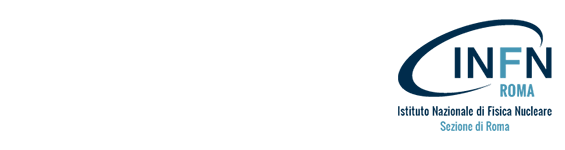 INFN
ROMA
Istituto Nazionale di Fisica Nucleare
Sezione di Roma